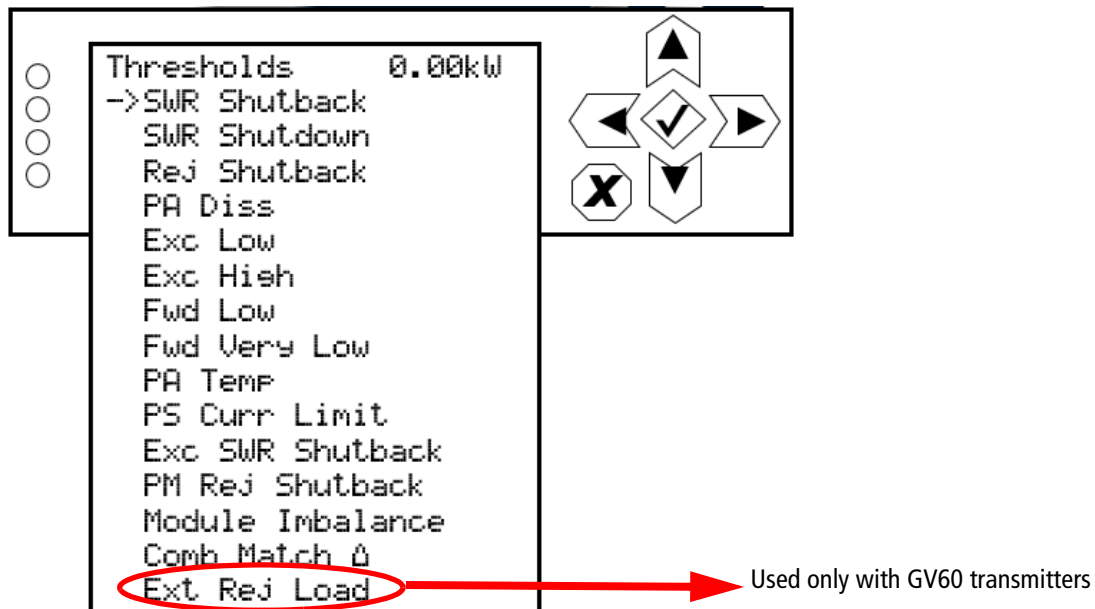 Thresholds 0.00kW
->SWR Shutback
SWR Shutdown
Rej Shutback
PA Diss
Exc Low
Exc High
Fwd Low
Fwd Very Low
PA Temp
PS Curr Limit
Exc SWR Shutback
PM Rej Shutback
Module Imbalance
Comb Match Δ
Ext Rej Load
Used only with GV60 transmitters
X